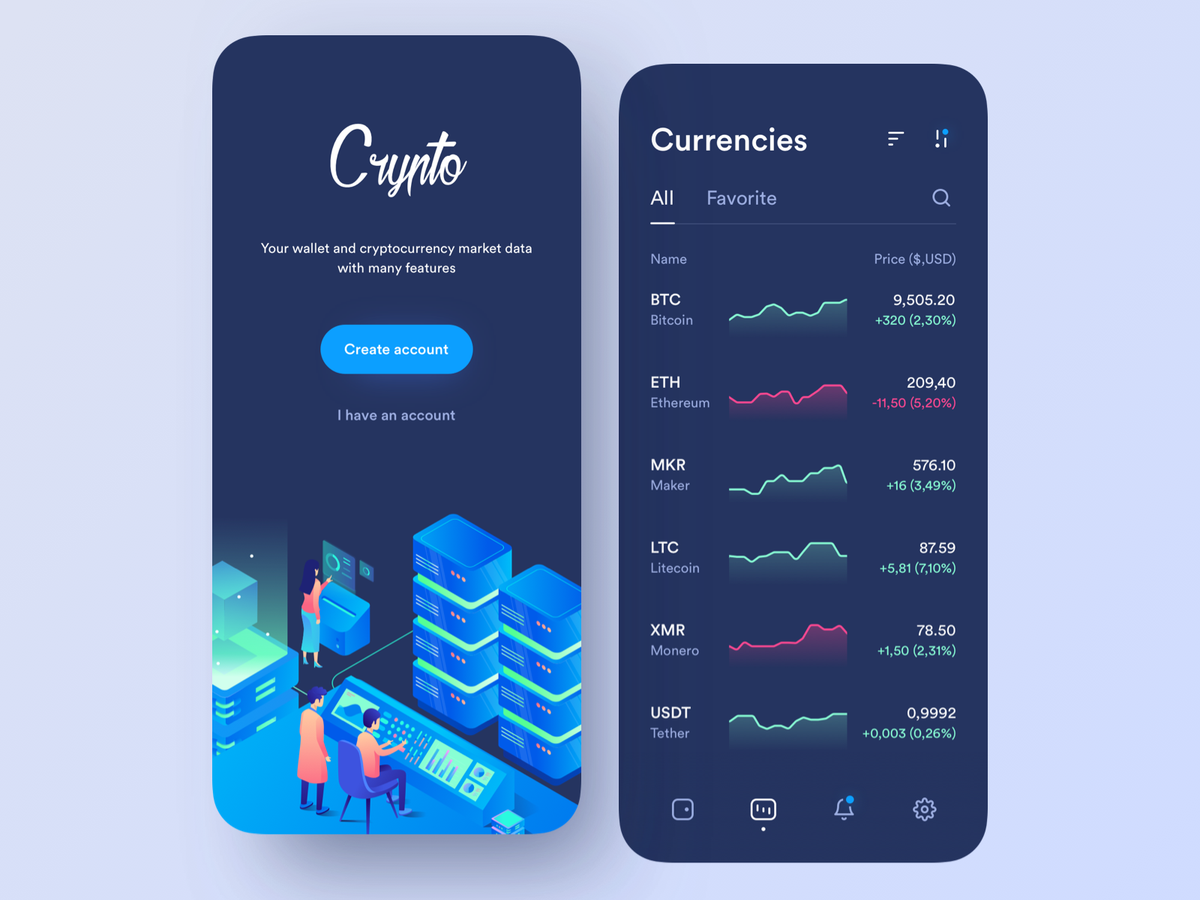 Crypto
Your wallet and cryptocurrency market data
with many features
Create account
I have an account
Currencies
All Favorite
Name Price ($,USD)
BTC 9,505.20
Bitcoin +320 (2,30%)
ETH 209,40
Ethereum -11,50 (5,20%)
MKR 576.10
Maker +16 (3,49%)
LTC 87.59
Litecoin +5,81 (7,10%)
XMR 78.50
Monero +1,50 (2,31%)
USDT 0,9992
Tether +0,003 (0,26%)